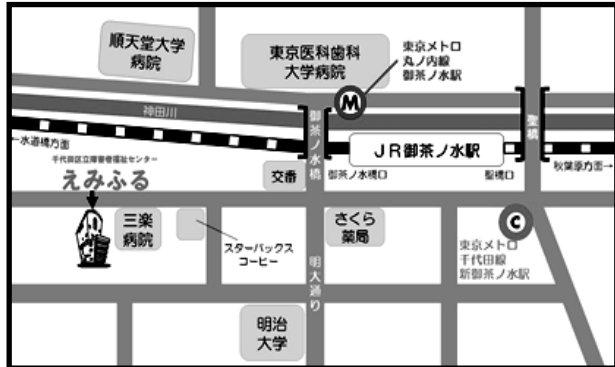 順天堂大学
病院
東京医科歯科
大学病院
東京メトロ
丸ノ内線
御茶ノ水駅
M
神田川
御茶ノ水橋
聖橋
←水道橋方面
JR御茶ノ水駅
御茶ノ水橋口
聖橋口
秋葉原方面→
千代田区立障害者福祉センター
えみふる
交番
三楽
病院
スターバックス
コーヒー
さくら
薬局
C
東京メトロ
千代田線
新御茶ノ水駅
明大通り
明治
大学